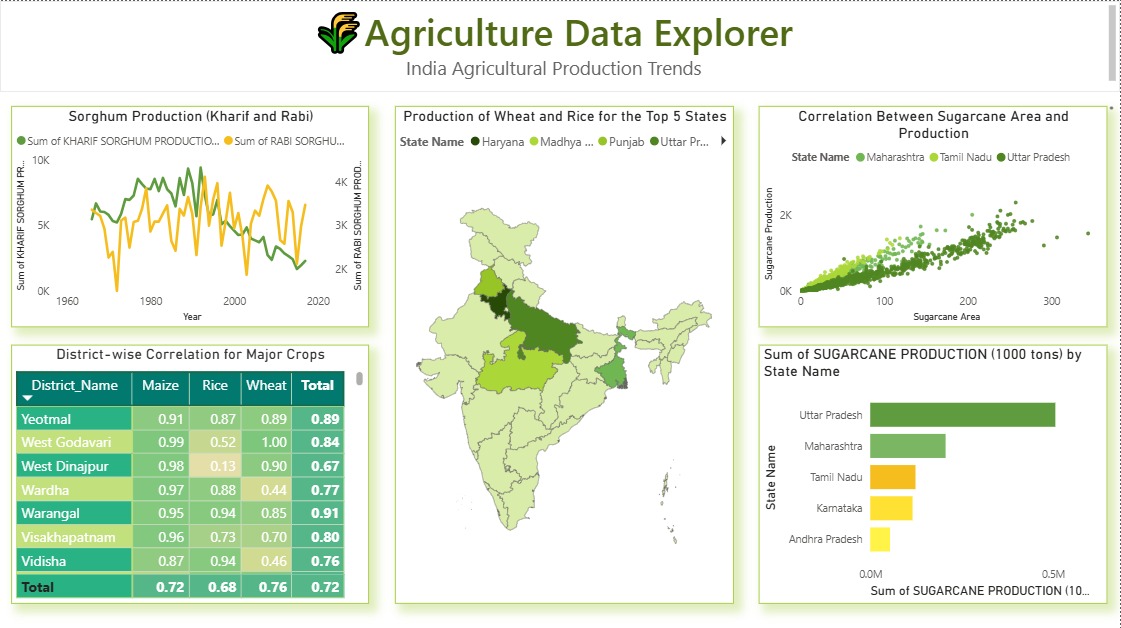 Agriculture Data Explorer
India Agricultural Production Trends
Sorghum Production (Kharif and Rabi)
Sum of KHARIF SORGHUM PRODUCTIO... Sum of RABI SORGHU...
Sum of KHARIF SORGHUM PR...
10K
5K
0K
4K
3K
2K
Sum of RABI SORGHUM PROD...
1960 1980 2000 2020
Year
Production of Wheat and Rice for the Top 5 States
State Name Haryana Madhya ... Punjab Uttar Pr...
Correlation Between Sugarcane Area and
Production
State Name Maharashtra Tamil Nadu Uttar Pradesh
Sugarcane Production
2K
0K
0 100 200 300
Sugarcane Area
District-wise Correlation for Major Crops
District_Name Maize Rice Wheat Total
Yeotmal 0.91 0.87 0.89 0.89
West Godavari 0.99 0.52 1.00 0.84
West Dinajpur 0.98 0.13 0.90 0.67
Wardha 0.97 0.88 0.44 0.77
Warangal 0.95 0.94 0.85 0.91
Visakhapatnam 0.96 0.73 0.70 0.80
Vidisha 0.87 0.94 0.46 0.76
Total 0.72 0.68 0.76 0.72
Sum of SUGARCANE PRODUCTION (1000 tons) by
State Name
State Name
Uttar Pradesh
Maharashtra
Tamil Nadu
Karnataka
Andhra Pradesh
0.0M 0.5M
Sum of SUGARCANE PRODUCTION (10...